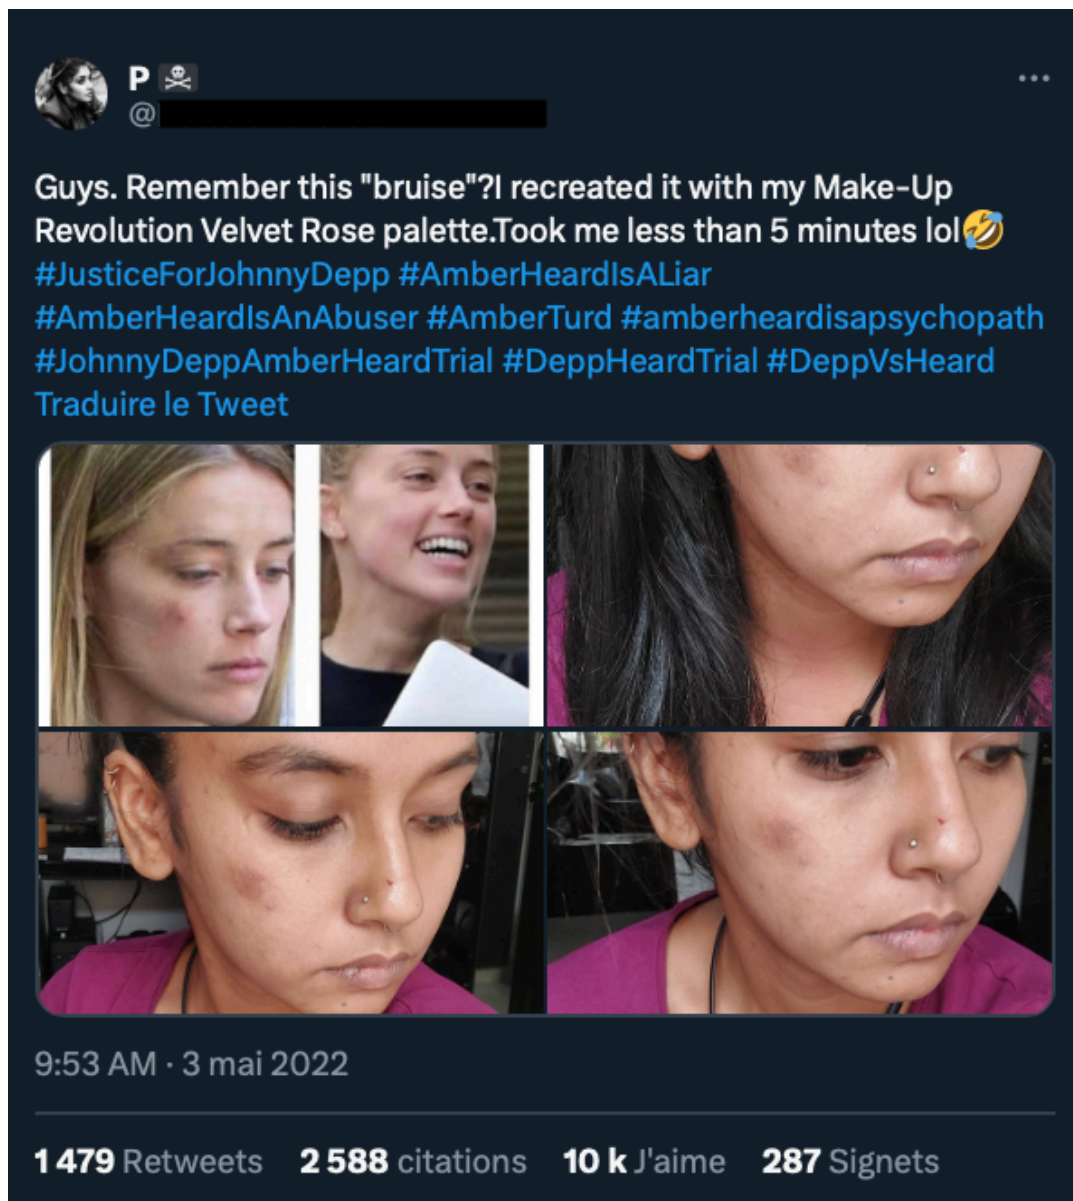 P
@
Guys. Remember this "bruise"?I recreated it with my Make-Up
Revolution Velvet Rose palette.Took me less than 5 minutes lol🤣
#JusticeForJohnnyDepp #AmberHeardIsALiar
#AmberHeardIsAnAbuser #AmberTurd #amberheardisapsychopath
#JohnnyDeppAmberHeardTrial #DeppHeardTrial #DeppVsHeard
Traduire le Tweet
9:53 AM · 3 mai 2022
1 479 Retweets 2 588 citations 10 k J'aime 287 Signets